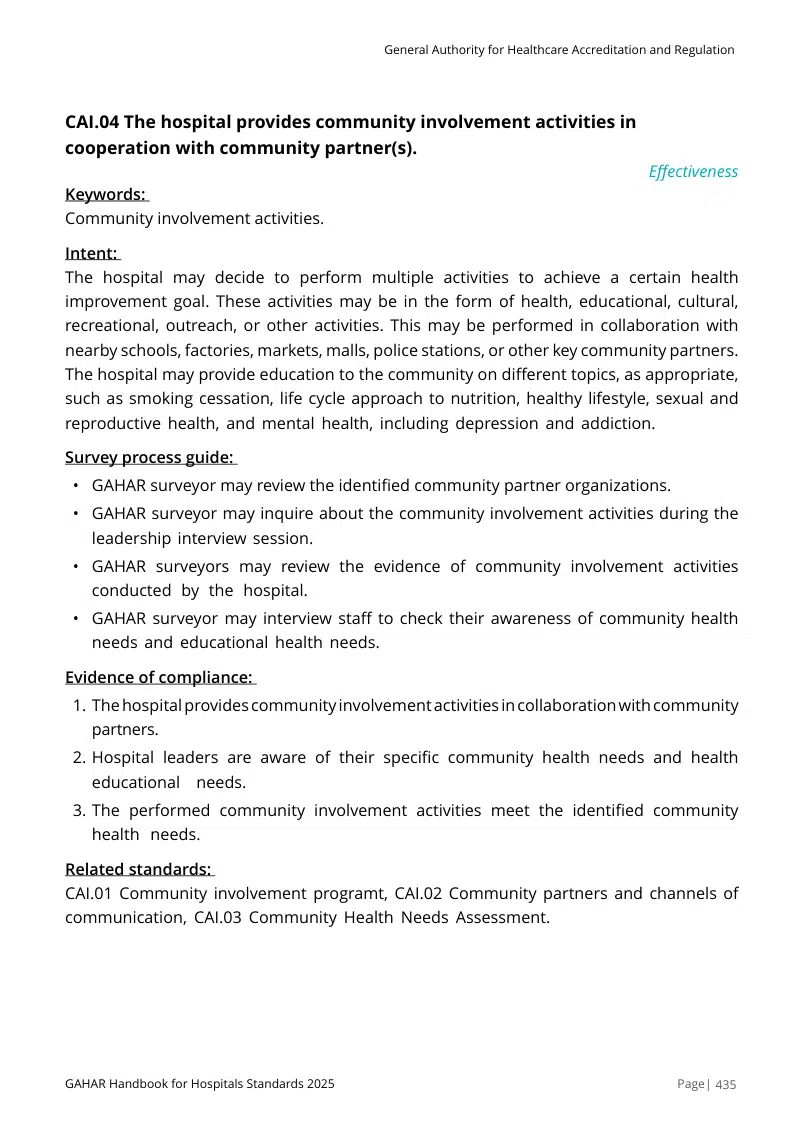 General Authority for Healthcare Accreditation and Regulation
CAI.04 The hospital provides community involvement activities in
cooperation with community partner(s).
Effectiveness
Keywords:
Community involvement activities.
Intent:
The hospital may decide to perform multiple activities to achieve a certain health
improvement goal. These activities may be in the form of health, educational, cultural,
recreational, outreach, or other activities. This may be performed in collaboration with
nearby schools, factories, markets, malls, police stations, or other key community partners.
The hospital may provide education to the community on different topics, as appropriate,
such as smoking cessation, life cycle approach to nutrition, healthy lifestyle, sexual and
reproductive health, and mental health, including depression and addiction.
Survey process guide:
• GAHAR surveyor may review the identified community partner organizations.
• GAHAR surveyor may inquire about the community involvement activities during the
leadership interview session.
• GAHAR surveyors may review the evidence of community involvement activities
conducted by the hospital.
• GAHAR surveyor may interview staff to check their awareness of community health
needs and educational health needs.
Evidence of compliance:
1. The hospital provides community involvement activities in collaboration with community
partners.
2. Hospital leaders are aware of their specific community health needs and health
educational needs.
3. The performed community involvement activities meet the identified community
health needs.
Related standards:
CAI.01 Community involvement programt, CAI.02 Community partners and channels of
communication, CAI.03 Community Health Needs Assessment.
GAHAR Handbook for Hospitals Standards 2025
Page| 435